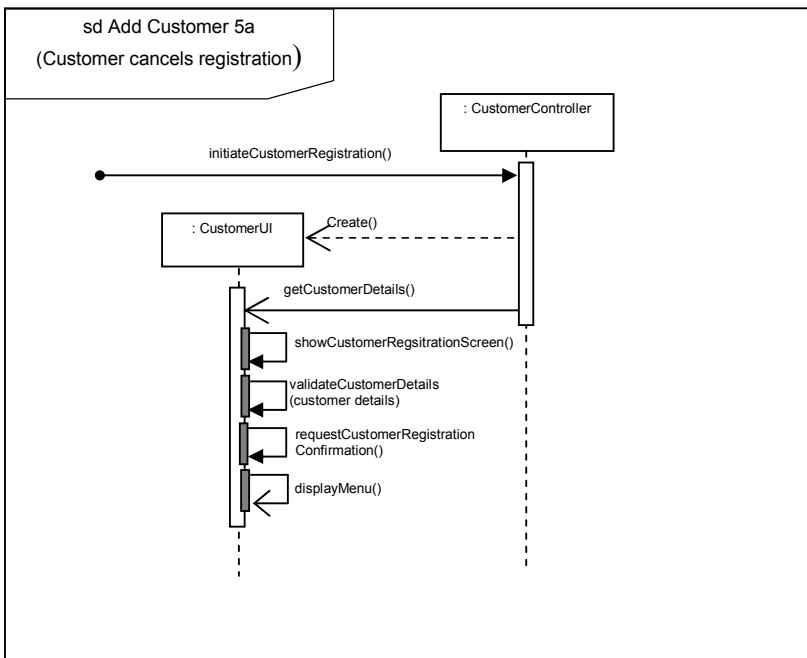 sd Add Customer 5a
(Customer cancels registration)
: CustomerController
initiateCustomerRegistration()
: CustomerUI
Create()
getCustomerDetails()
showCustomerRegsitrationScreen()
validateCustomerDetails
(customer details)
requestCustomerRegistration
Confirmation()
displayMenu()